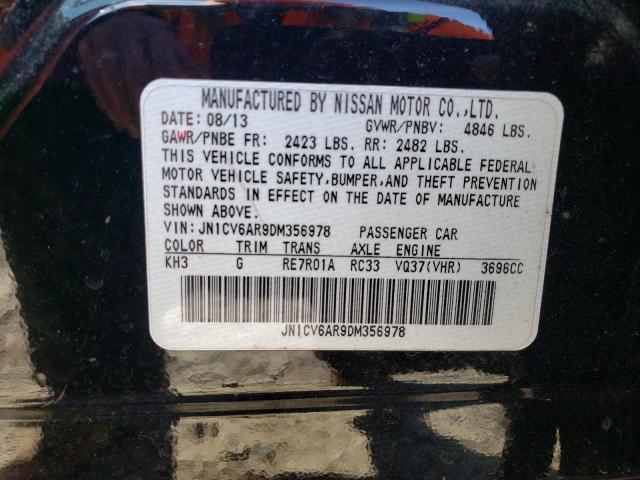 MANUFACTURED BY NISSAN MOTOR CO.,LTD.
DATE: 08/13 GVWR/PNBV: 4846 LBS.
GAWR/PNBE FR: 2423 LBS. RR: 2482 LBS.
THIS VEHICLE CONFORMS TO ALL APPLICABLE FEDERAL
MOTOR VEHICLE SAFETY,BUMPER,AND THEFT PREVENTION
STANDARDS IN EFFECT ON THE DATE OF MANUFACTURE
SHOWN ABOVE.
VIN:JN1CV6AR9DM356978 PASSENGER CAR
COLOR TRIM TRANS AXLE ENGINE
KH3 G RE7R01A RC33 VQ37(VHR) 3696CC
JN1CV6AR9DM356978